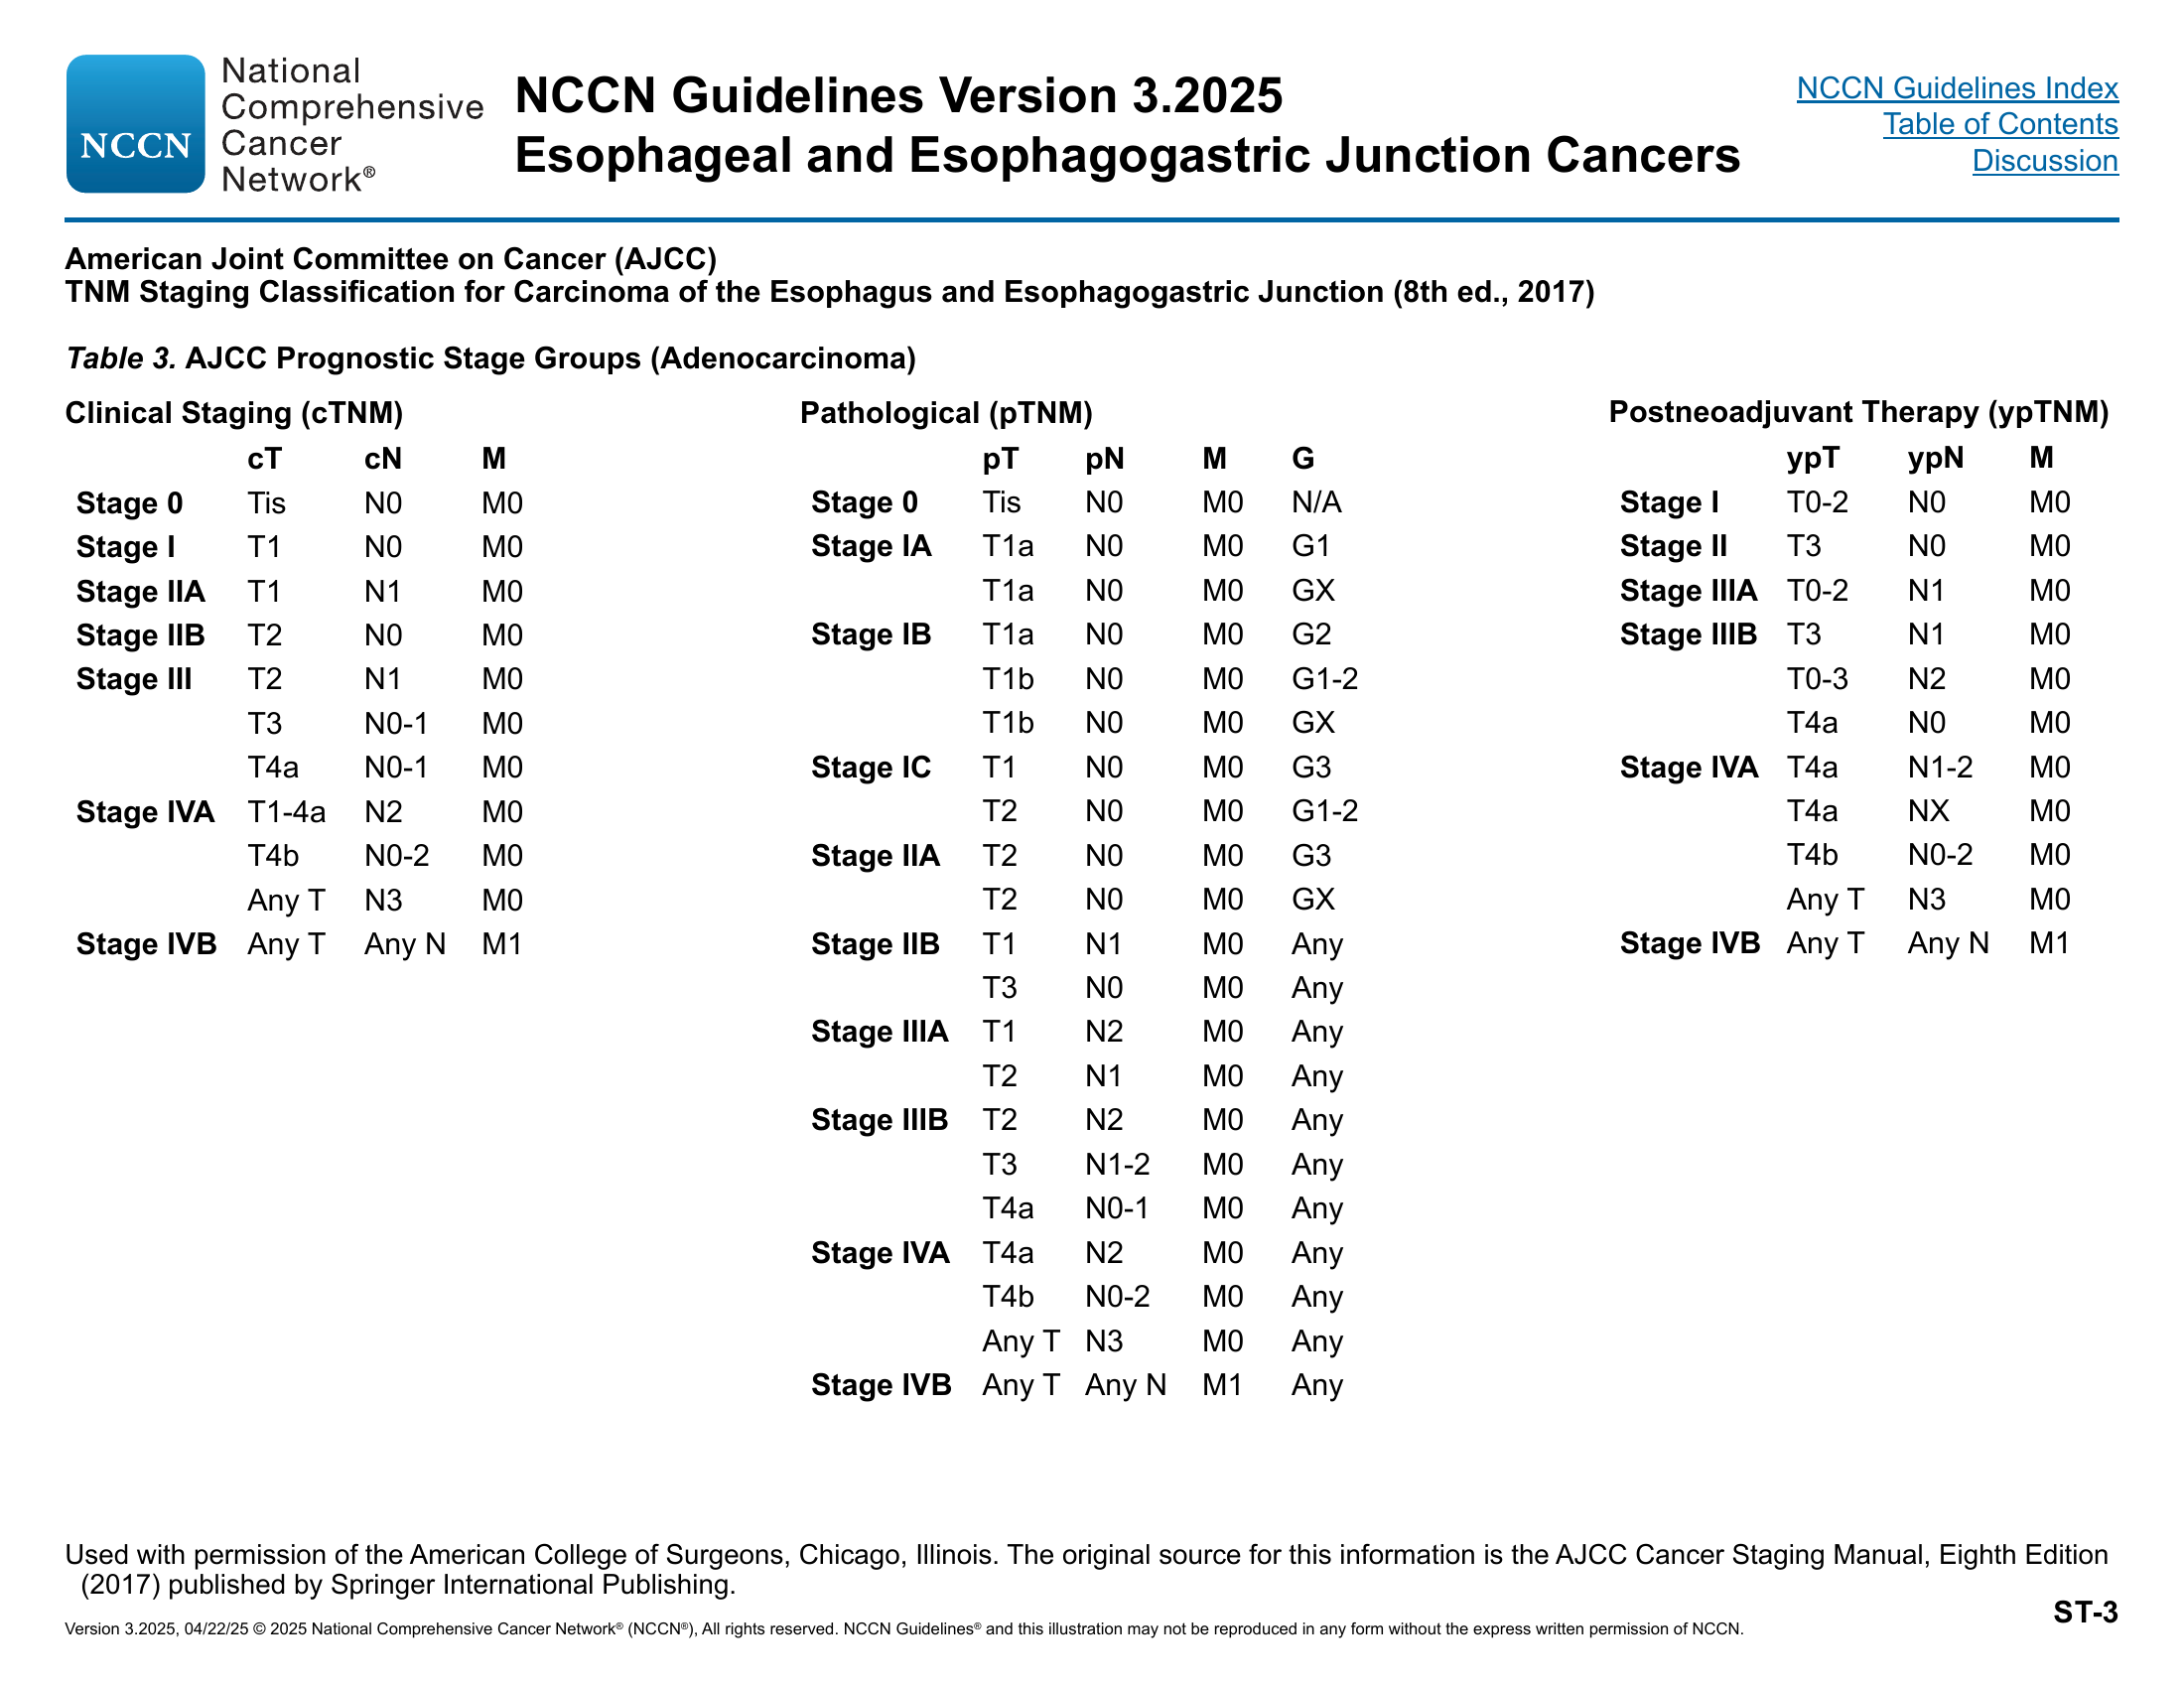 National
Comprehensive
Cancer
Network®
NCCN
NCCN Guidelines Version 3.2025
Esophageal and Esophagogastric Junction Cancers
NCCN Guidelines Index
Table of Contents
Discussion
American Joint Committee on Cancer (AJCC)
TNM Staging Classification for Carcinoma of the Esophagus and Esophagogastric Junction (8th ed., 2017)
Table 3. AJCC Prognostic Stage Groups (Adenocarcinoma)
Clinical Staging (cTNM)
cT cN M
Stage 0 Tis N0 M0
Stage I T1 N0 M0
Stage IIA T1 N1 M0
Stage IIB T2 N0 M0
Stage III T2 N1 M0
T3 N0-1 M0
T4a N0-1 M0
Stage IVA T1-4a N2 M0
T4b N0-2 M0
Any T N3 M0
Stage IVB Any T Any N M1
Pathological (pTNM)
pT pN M G
Stage 0 Tis N0 M0 N/A
Stage IA T1a N0 M0 G1
T1a N0 M0 GX
Stage IB T1a N0 M0 G2
T1b N0 M0 G1-2
T1b N0 M0 GX
Stage IC T1 N0 M0 G3
T2 N0 M0 G1-2
Stage IIA T2 N0 M0 G3
T2 N0 M0 GX
Stage IIB T1 N1 M0 Any
T3 N0 M0 Any
Stage IIIA T1 N2 M0 Any
T2 N1 M0 Any
Stage IIIB T2 N2 M0 Any
T3 N1-2 M0 Any
T4a N0-1 M0 Any
Stage IVA T4a N2 M0 Any
T4b N0-2 M0 Any
Any T N3 M0 Any
Stage IVB Any T Any N M1 Any
Postneoadjuvant Therapy (ypTNM)
ypT ypN M
Stage I T0-2 N0 M0
Stage II T3 N0 M0
Stage IIIA T0-2 N1 M0
Stage IIIB T3 N1 M0
T0-3 N2 M0
T4a N0 M0
Stage IVA T4a N1-2 M0
T4a NX M0
T4b N0-2 M0
Any T N3 M0
Stage IVB Any T Any N M1
Used with permission of the American College of Surgeons, Chicago, Illinois. The original source for this information is the AJCC Cancer Staging Manual, Eighth Edition
(2017) published by Springer International Publishing.
ST-3
Version 3.2025, 04/22/25 © 2025 National Comprehensive Cancer Network® (NCCN®), All rights reserved. NCCN Guidelines® and this illustration may not be reproduced in any form without the express written permission of NCCN.